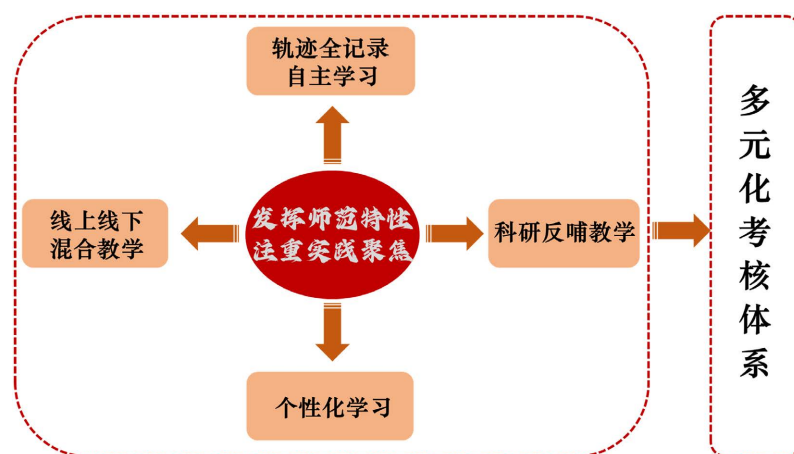 轨迹全记录
自主学习
线上线下
混合教学
发挥师范特性
注重实践聚焦
科研反哺教学
个性化学习
多元化考核体系